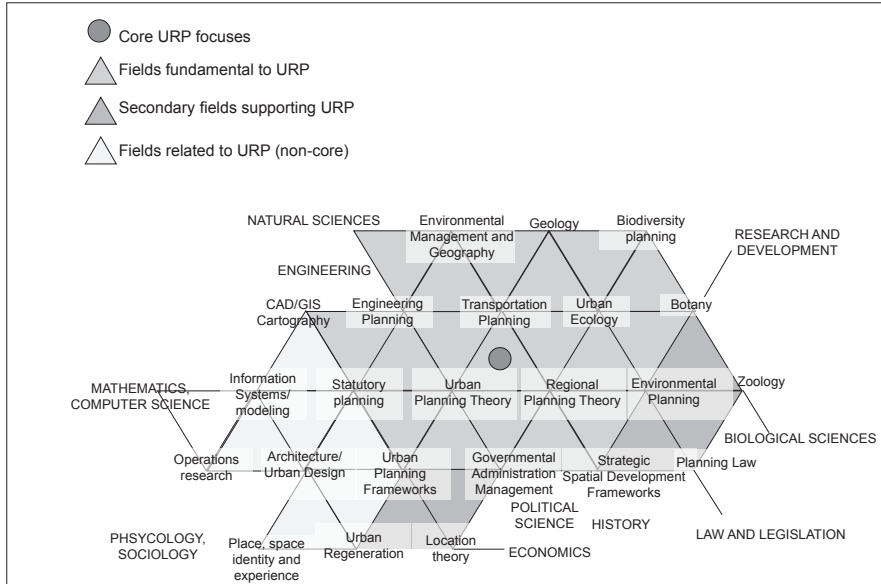 Core URP focuses
Fields fundamental to URP
Secondary fields supporting URP
Fields related to URP (non-core)
NATURAL SCIENCES
Environmental
Management and
Geography
Geology
Biodiversity
planning
RESEARCH AND
DEVELOPMENT
ENGINEERING
CAD/GIS
Cartography
Engineering
Planning
Transportation
Planning
Urban
Ecology
Botany
MATHEMATICS,
COMPUTER SCIENCE
Information
Systems/
modeling
Statutory
planning
Urban
Planning Theory
Regional
Planning Theory
Environmental
Planning
Zoology
BIOLOGICAL SCIENCES
Operations
research
Architecture/
Urban Design
Urban
Planning
Frameworks
Governmental
Administration
Management
Strategic
Spatial Development
Frameworks
Planning Law
POLITICAL
SCIENCE
HISTORY
LAW AND LEGISLATION
PHSYCOLOGY,
SOCIOLOGY
Place, space
identity and
experience
Urban
Regeneration
Location
theory
ECONOMICS